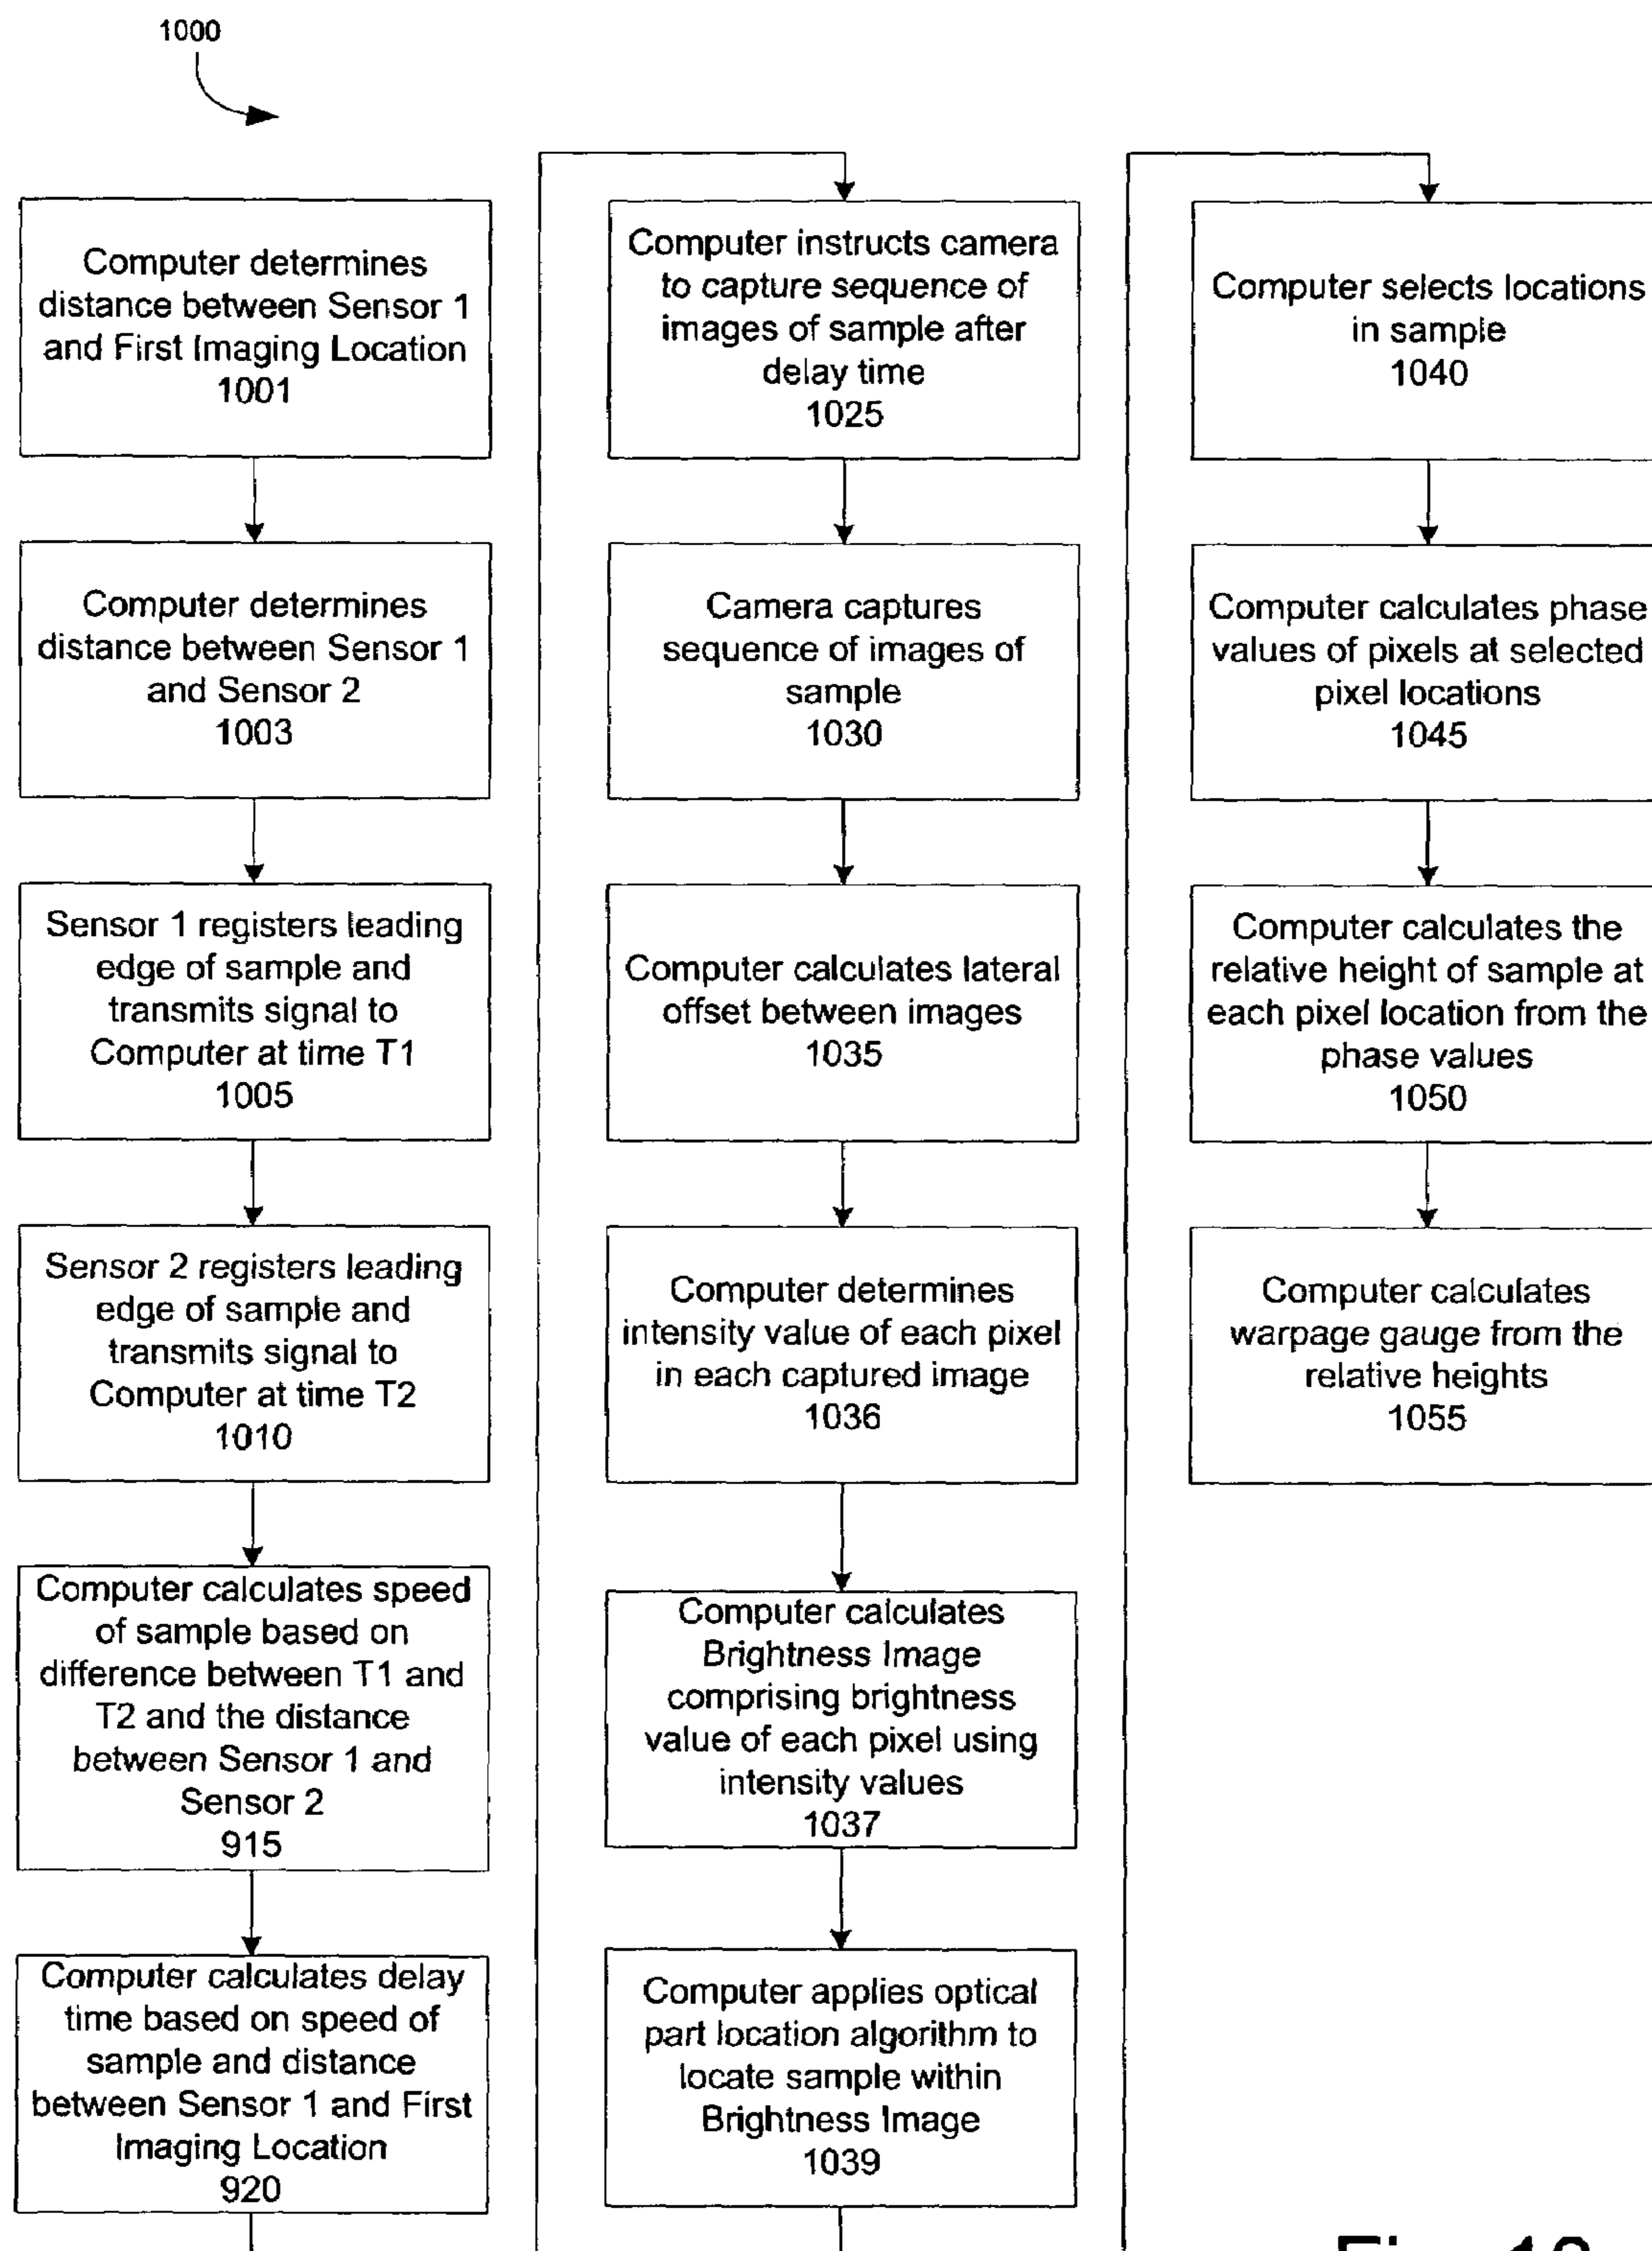 1000
Computer determines
distance between Sensor 1
and First Imaging Location
1001
Computer determines
distance between Sensor 1
and Sensor 2
1003
Sensor 1 registers leading
edge of sample and
transmits signal to
Computer at time T1
1005
Sensor 2 registers leading
edge of sample and
transmits signal to
Computer at time T2
1010
Computer calculates speed
of sample based on
difference between T1 and
T2 and the distance
between Sensor 1 and
Sensor 2
915
Computer calculates delay
time based on speed of
sample and distance
between Sensor 1 and First
Imaging Location
920
Computer instructs camera
to capture sequence of
images of sample after
delay time
1025
Camera captures
sequence of images of
sample
1030
Computer calculates lateral
offset between images
1035
Computer determines
intensity value of each pixel
in each captured image
1036
Computer calculates
Brightness Image
comprising brightness
value of each pixel using
intensity values
1037
Computer applies optical
part location algorithm to
locate sample within
Brightness Image
1039
Computer selects locations
in sample
1040
Computer calculates phase
values of pixels at selected
pixel locations
1045
Computer calculates the
relative height of sample at
each pixel location from the
phase values
1050
Computer calculates
warpage gauge from the
relative heights
1055